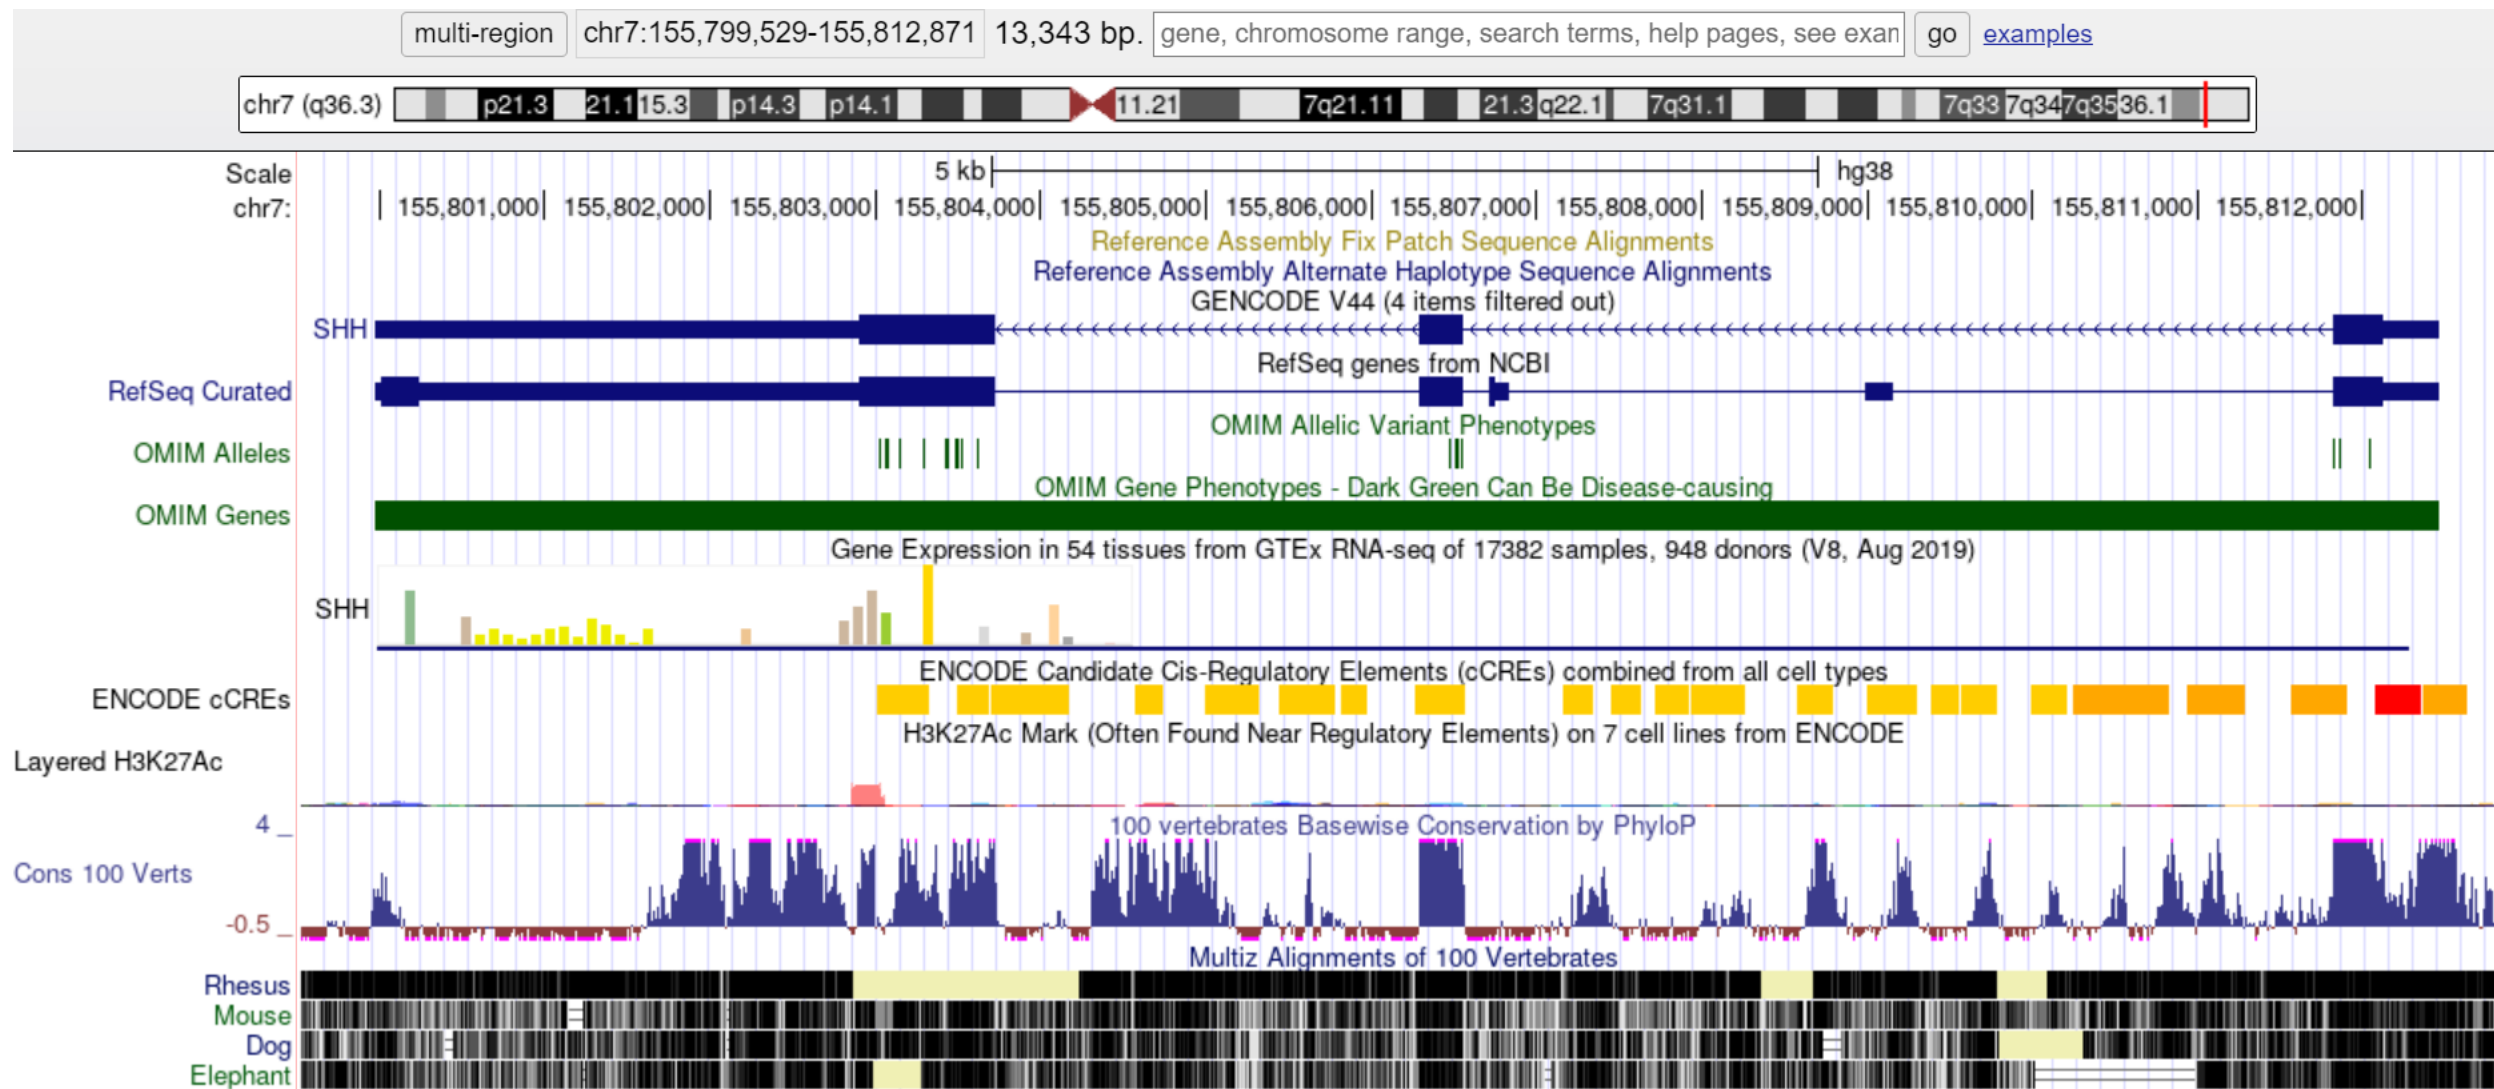 multi-region chr7:155,799,529-155,812,871 13,343 bp. gene, chromosome range, search terms, help pages, see exan go examples
chr7 (q36.3) p21.3 21.1 15.3 p14.3 p14.1 11.21 7q21.11 21.3 q22.1 7q31.1 7q33 7q34 7q35 36.1
Scale 5 kb hg38
chr7: 155,801,000 155,802,000 155,803,000 155,804,000 155,805,000 155,806,000 155,807,000 155,808,000 155,809,000 155,810,000 155,811,000 155,812,000
Reference Assembly Fix Patch Sequence Alignments
Reference Assembly Alternate Haplotype Sequence Alignments
GENCODE V44 (4 items filtered out)
SHH
RefSeq genes from NCBI
RefSeq Curated
OMIM Allelic Variant Phenotypes
OMIM Alleles
OMIM Gene Phenotypes - Dark Green Can Be Disease-causing
OMIM Genes
Gene Expression in 54 tissues from GTEx RNA-seq of 17382 samples, 948 donors (V8, Aug 2019)
SHH
ENCODE Candidate Cis-Regulatory Elements (cCREs) combined from all cell types
ENCODE cCREs
H3K27Ac Mark (Often Found Near Regulatory Elements) on 7 cell lines from ENCODE
Layered H3K27Ac
4 _ 100 vertebrates Basewise Conservation by PhyloP
Cons 100 Verts
-0.5 _
Multiz Alignments of 100 Vertebrates
Rhesus
Mouse
Dog
Elephant